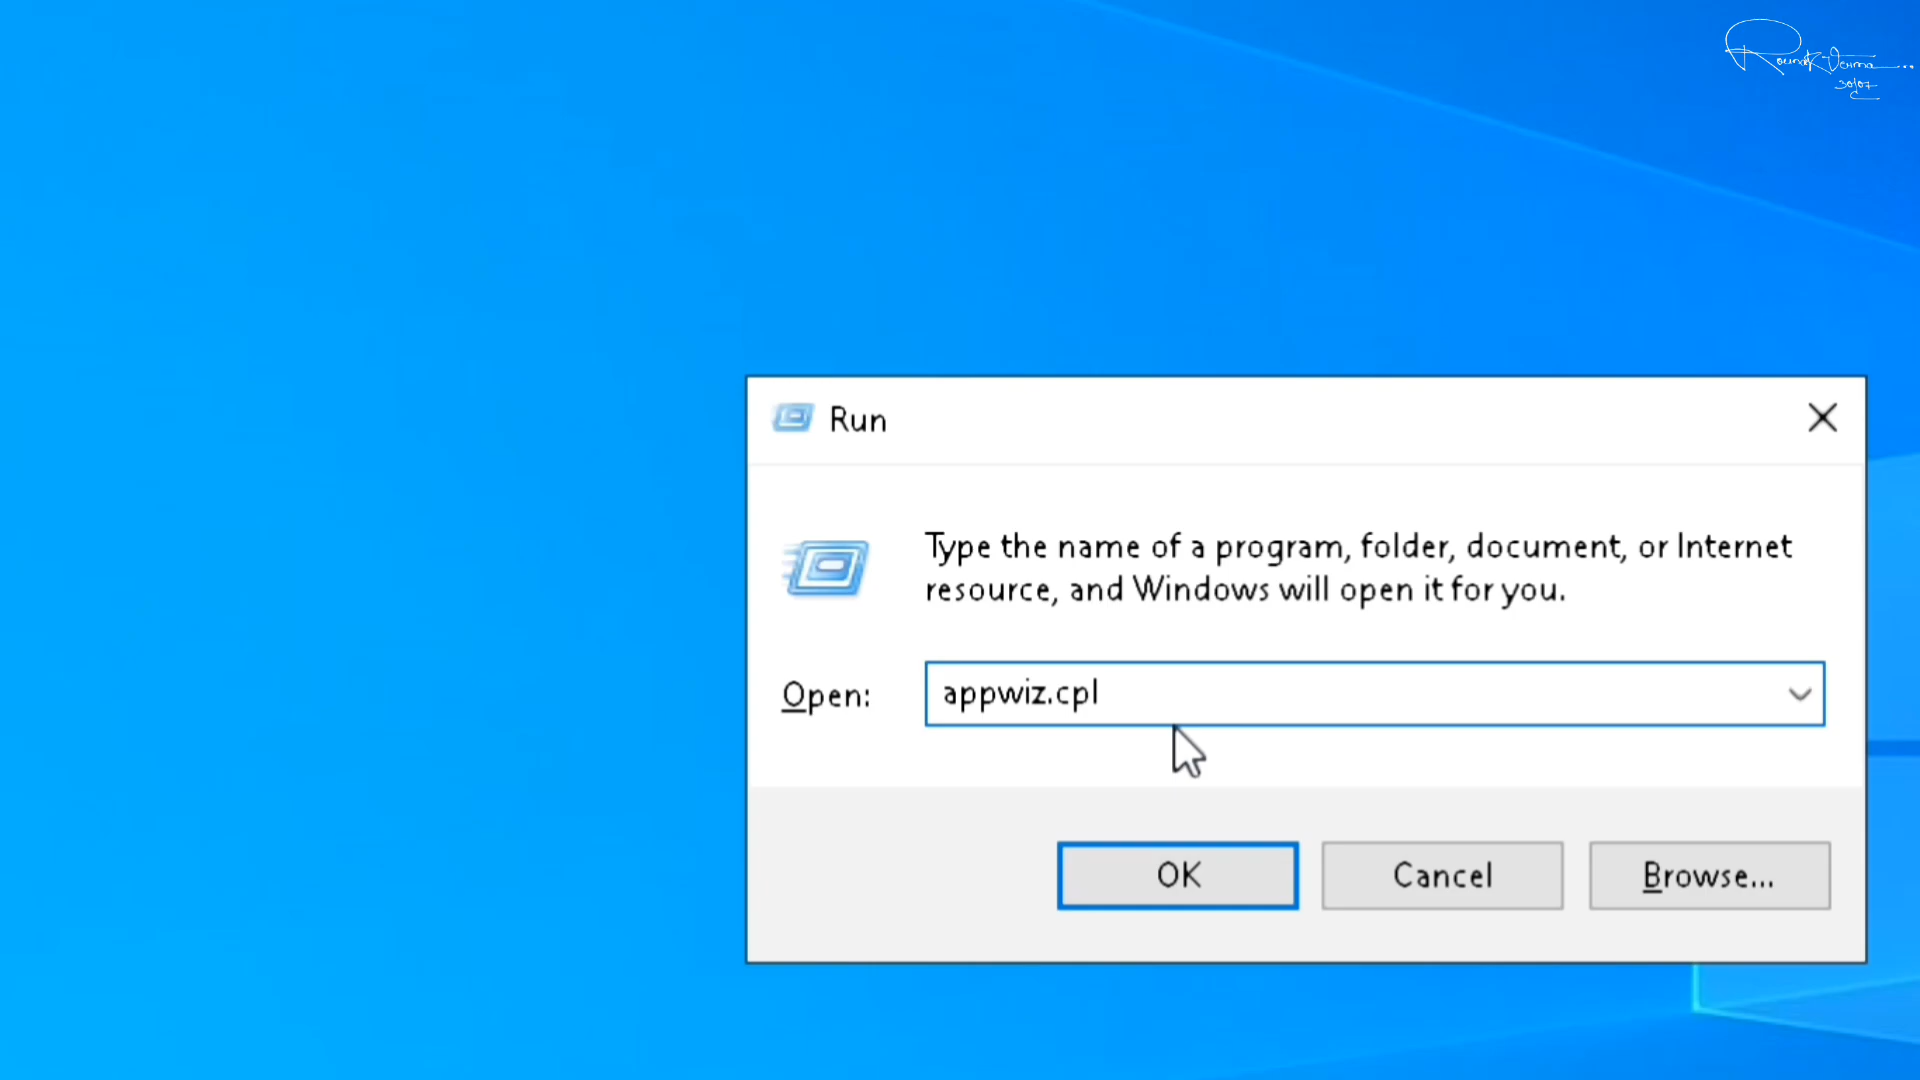 Run
Type the name of a program, folder, document, or Internet
resource, and Windows will open it for you.
Open:
appwiz.cpl
OK
Cancel
Browse...